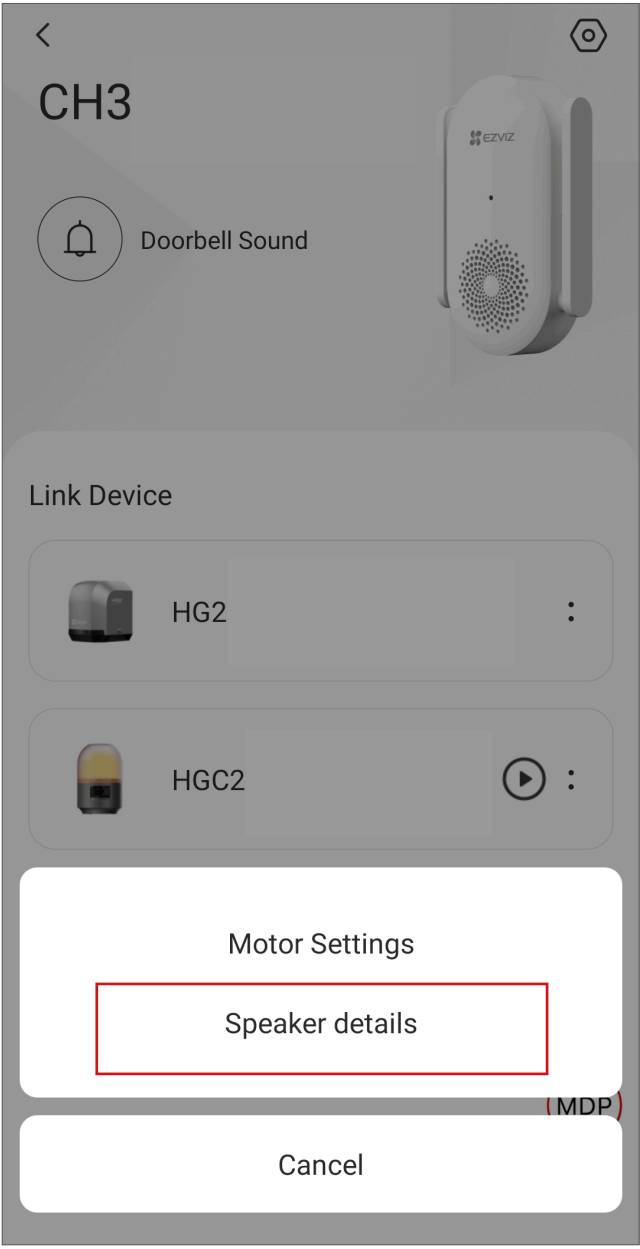 CH3
EZVIZ
Doorbell Sound
Link Device
HG2
HGC2
Motor Settings
Speaker details
(MDP)
Cancel